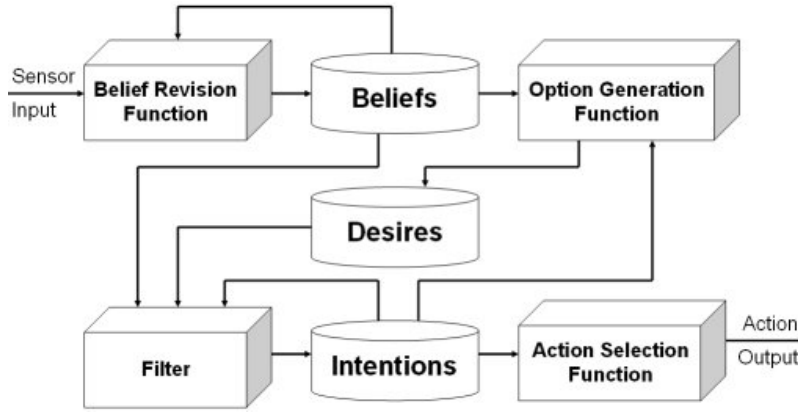 Sensor
Input
Belief Revision
Function
Beliefs
Option Generation
Function
Desires
Filter
Intentions
Action Selection
Function
Action
Output